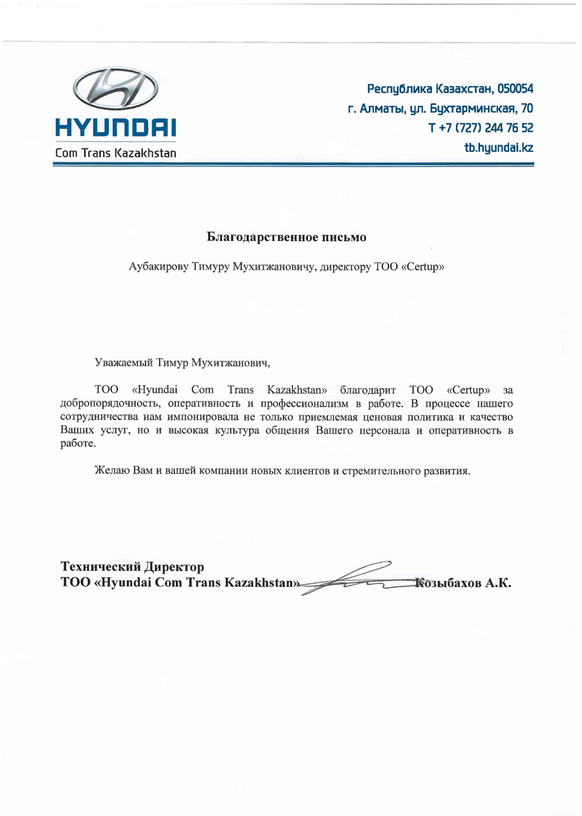 HYUNDAI
Com Trans Kazakhstan
Республика Казахстан, 050054
г. Алматы, ул. Бухтарминская, 70
Т +7 (727) 244 76 52
tb.hyundai.kz
Благодарственное письмо
Аубакирову Тимуру Мухитжановичу, директору ТОО «Certup»
Уважаемый Тимур Мухитжанович,
ТОО «Hyundai Com Trans Kazakhstan» благодарит ТОО «Certup» за
добропорядочность, оперативность и профессионализм в работе. В процессе нашего
сотрудничества нам импонировала не только приемлемая ценовая политика и качество
Ваших услуг, но и высокая культура общения Вашего персонала и оперативность в
работе.
Желаю Вам и вашей компании новых клиентов и стремительного развития.
Технический Директор
ТОО «Hyundai Com Trans Kazakhstan» Козыбахов А.К.